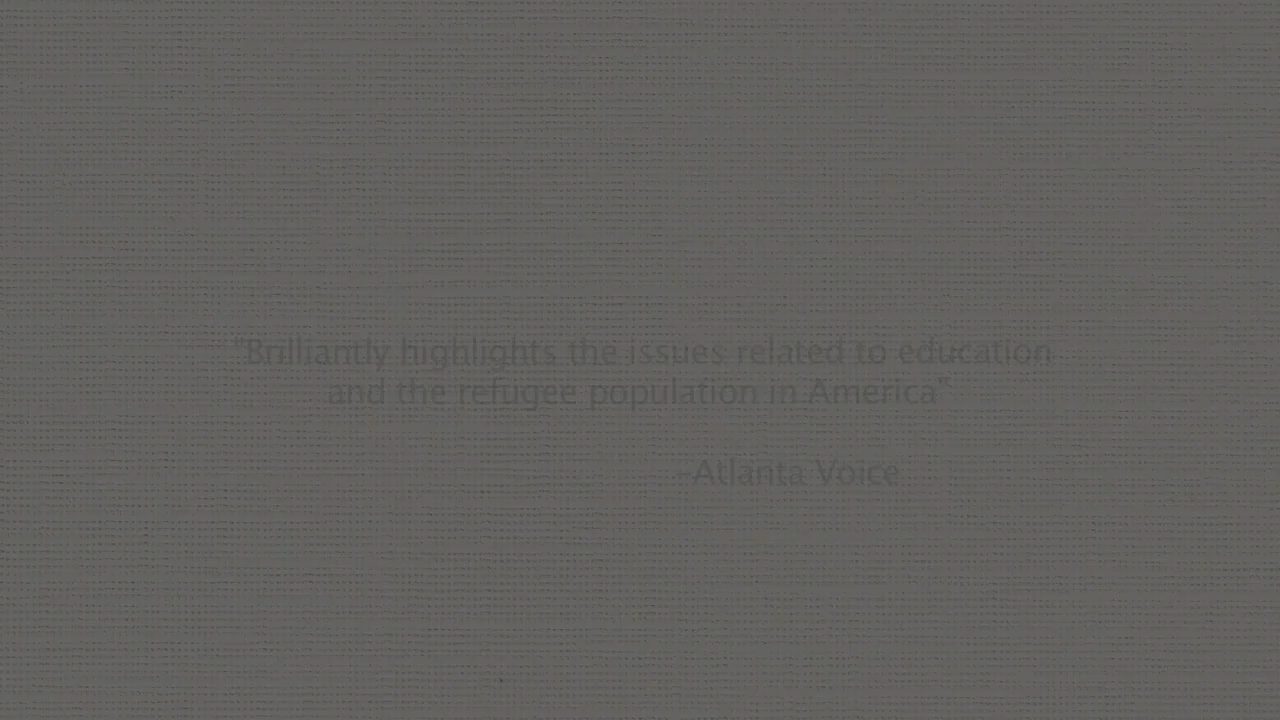 "Brilliantly highlights the issues related to education
and the refugee population in America"
-Atlanta Voice